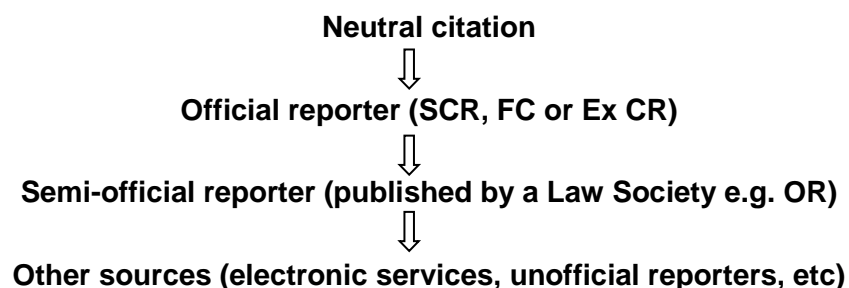 Neutral citation
Official reporter (SCR, FC or Ex CR)
Semi-official reporter (published by a Law Society e.g. OR)
Other sources (electronic services, unofficial reporters, etc)